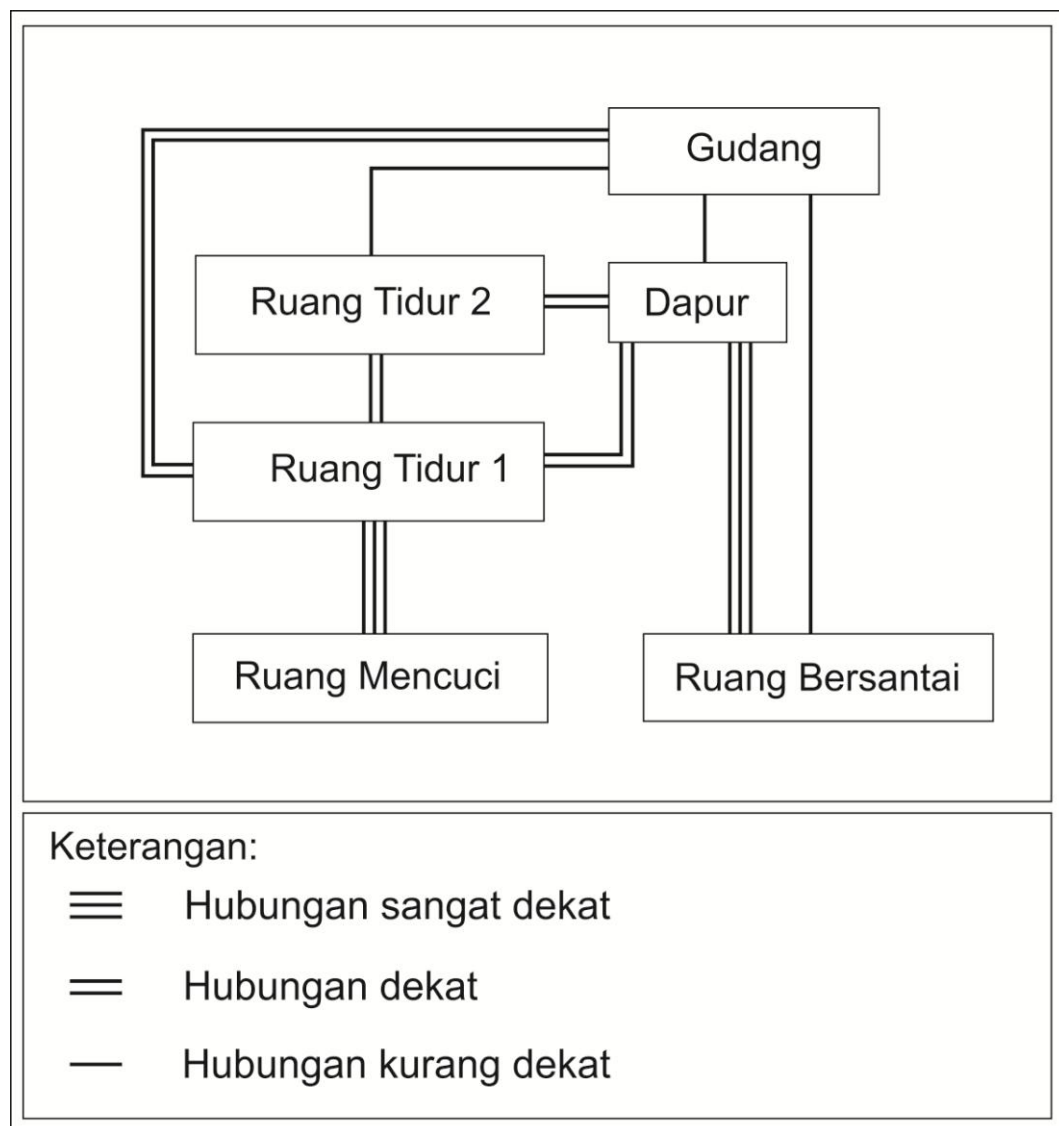 Gudang
Ruang Tidur 2
Dapur
Ruang Tidur 1
Ruang Mencuci
Ruang Bersantai
Keterangan:
Hubungan sangat dekat
Hubungan dekat
Hubungan kurang dekat